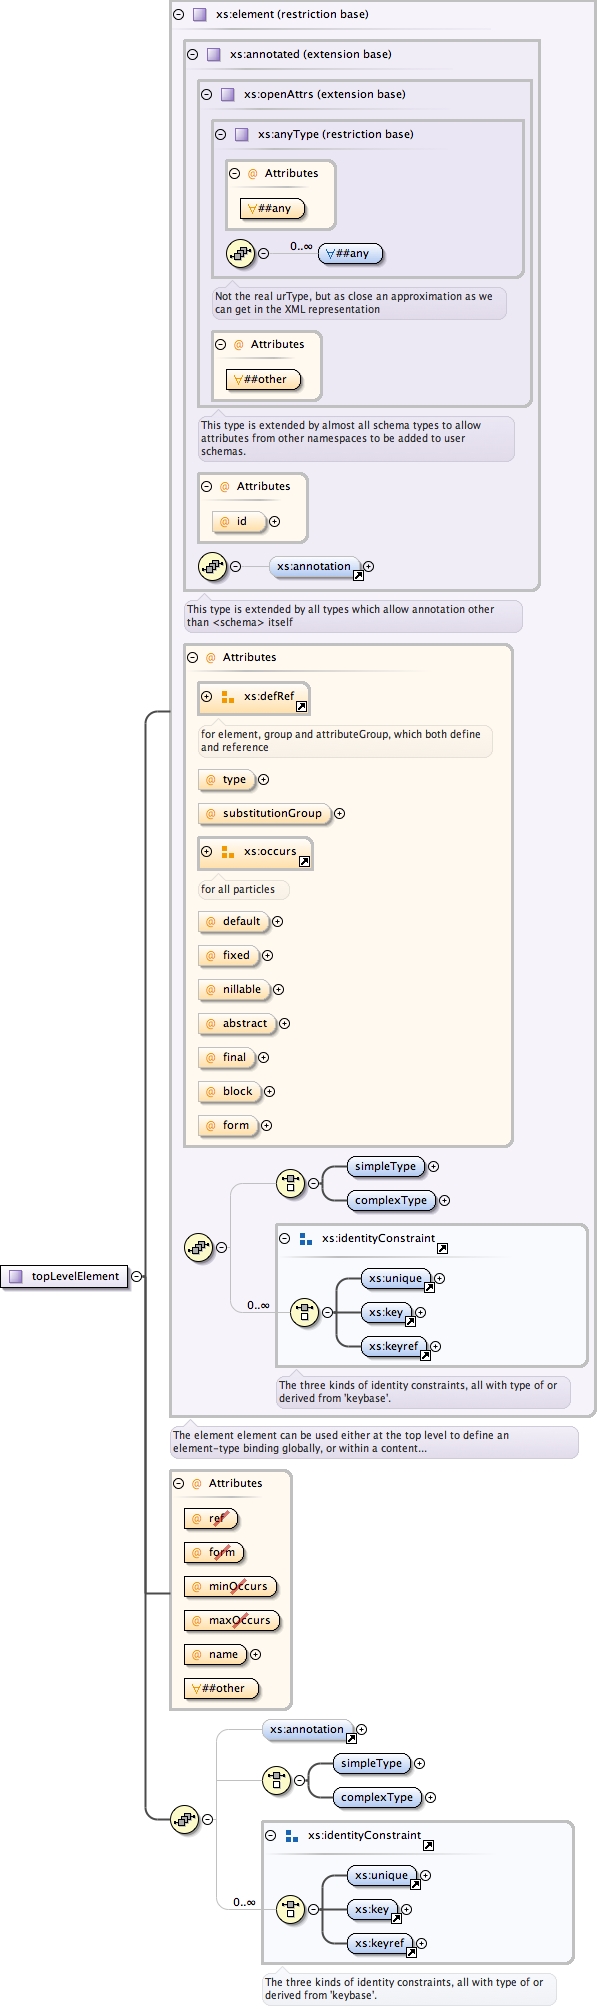 xs:element (restriction base)
xs:annotated (extension base)
xs:openAttrs (extension base)
xs:anyType (restriction base)
@ Attributes
∀##any
0..∞
∀##any
Not the real urType, but as close an approximation as we
can get in the XML representation
@ Attributes
∀##other
This type is extended by almost all schema types to allow
attributes from other namespaces to be added to user
schemas.
@ Attributes
@ id
xs:annotation
This type is extended by all types which allow annotation other
than <schema> itself
@ Attributes
xs:defRef
for element, group and attributeGroup, which both define
and reference
@ type
@ substitutionGroup
xs:occurs
for all particles
@ default
@ fixed
@ nillable
@ abstract
@ final
@ block
@ form
simpleType
complexType
xs:identityConstraint
topLevelElement
xs:unique
0..∞
xs:key
xs:keyref
The three kinds of identity constraints, all with type of or
derived from 'keybase'.
The element element can be used either at the top level to define an
element-type binding globally, or within a content...
@ Attributes
@ ref
@ form
@ minOccurs
@ maxOccurs
@ name
∀##other
xs:annotation
simpleType
complexType
xs:identityConstraint
xs:unique
0..∞
xs:key
xs:keyref
The three kinds of identity constraints, all with type of or
derived from 'keybase'.